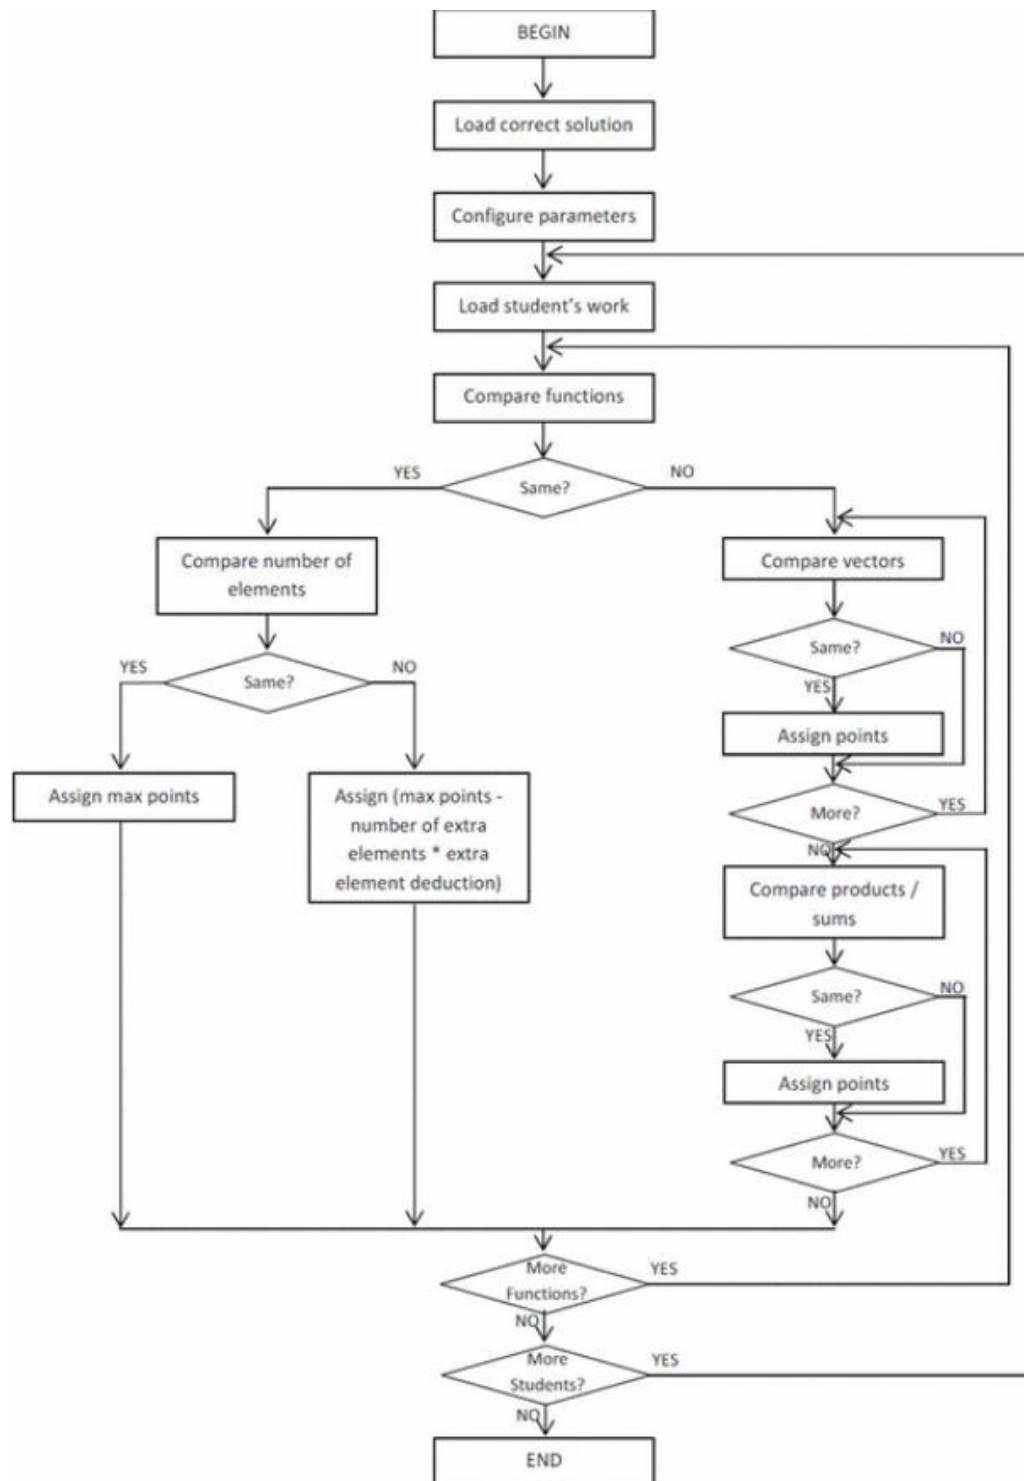 BEGIN
Load correct solution
Configure parameters
Load student's work
Compare functions
YES
Same?
NO
Compare number of
elements
Compare vectors
YES
Same?
NO
Same?
NO
YES
Assign points
Assign max points
Assign (max points -
number of extra
elements * extra
element deduction)
More?
YES
NO
Compare products /
sums
Same?
NO
YES
Assign points
More?
YES
NO
More
Functions?
YES
NO
More
Students?
YES
NO
END